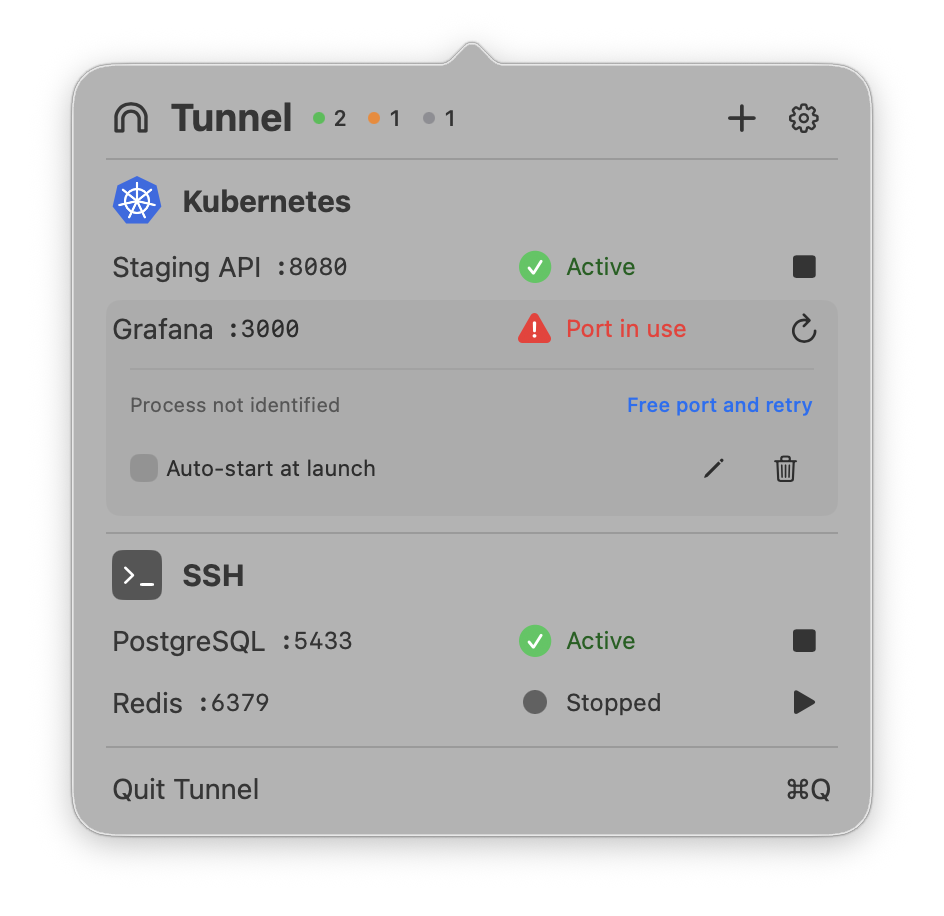 Tunnel 2 1 1
Kubernetes
Staging API :8080 Active
Grafana :3000 Port in use
Process not identified Free port and retry
Auto-start at launch
SSH
PostgreSQL :5433 Active
Redis :6379 Stopped
Quit Tunnel ⌘Q